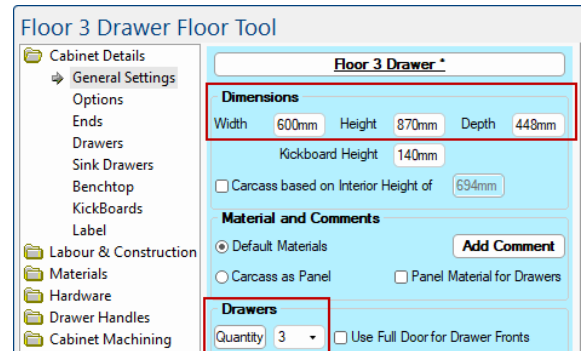 Floor 3 Drawer Floor Tool
Cabinet Details
General Settings
Options
Ends
Drawers
Sink Drawers
Benchtop
KickBoards
Label
Labour & Construction
Materials
Hardware
Drawer Handles
Cabinet Machining
Floor 3 Drawer *
Dimensions
Width 600mm Height 870mm Depth 448mm
Kickboard Height 140mm
Carcass based on Interior Height of 694mm
Material and Comments
Default Materials Add Comment
Carcass as Panel Panel Material for Drawers
Drawers
Quantity 3 Use Full Door for Drawer Fronts